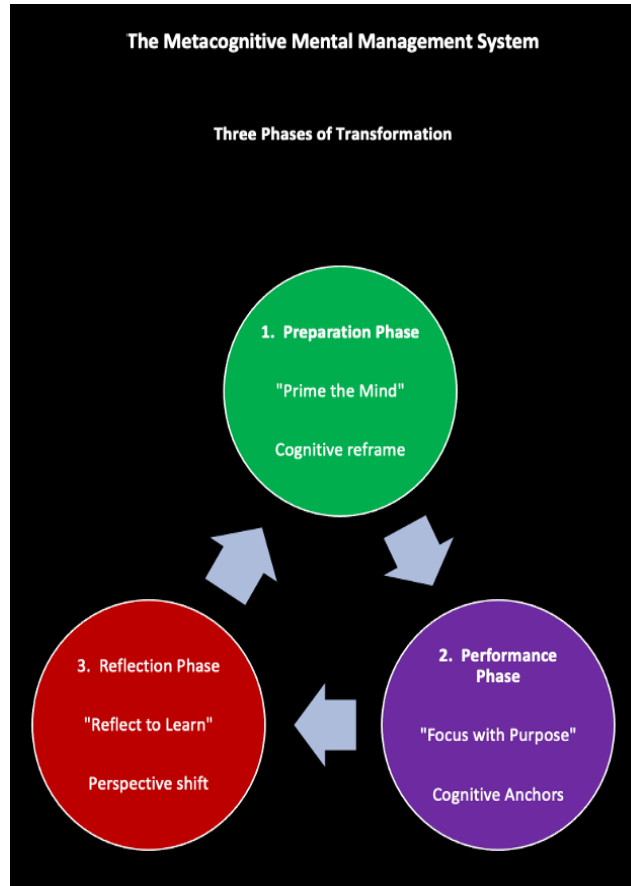 The Metacognitive Mental Management System
Three Phases of Transformation
1. Preparation Phase
"Prime the Mind"
Cognitive reframe
2. Performance
Phase
"Focus with Purpose"
Cognitive Anchors
3. Reflection Phase
"Reflect to Learn"
Perspective shift